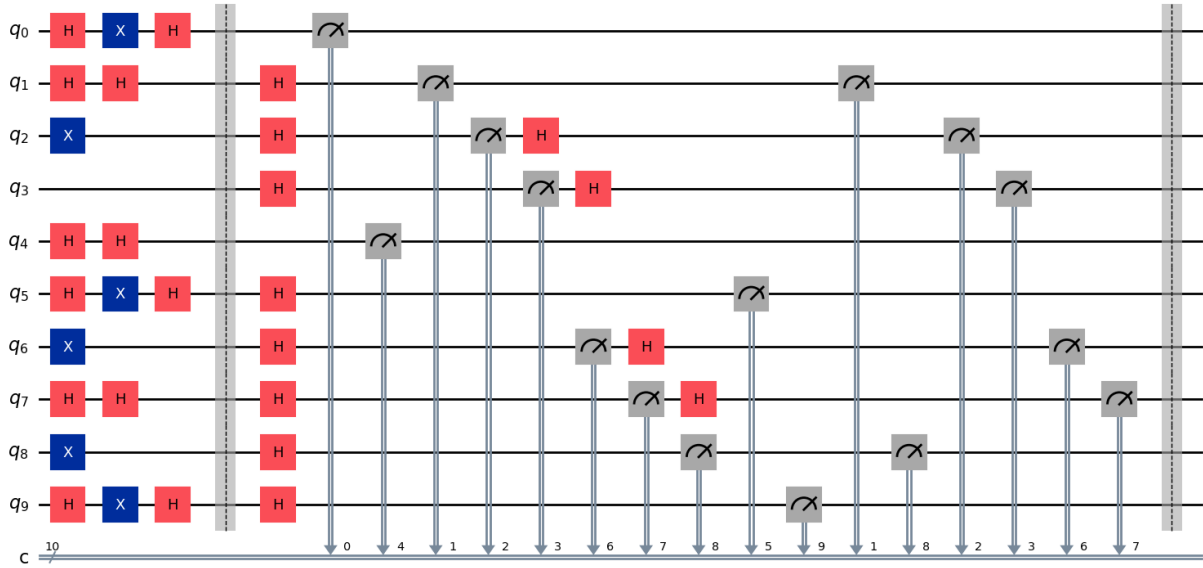 q0 H X H
q1 H H H
q2 X H H
q3 H H
q4 H H
q5 H X H H
q6 X H H
q7 H H H H
q8 X H
q9 H X H H
10 0 4 1 2 3 6 7 8 5 9 1 8 2 3 6 7
c